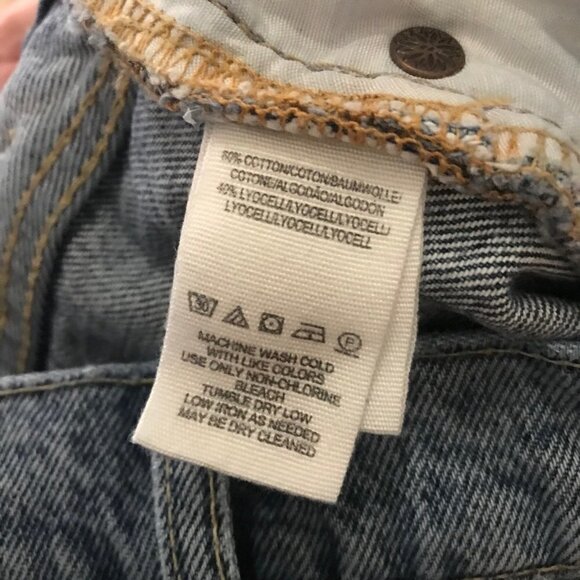 60% COTTON/COTON/BAUMWOLLE/
COTONE/ALGODÃO/ALGODON
40% LYOCELL/LYOCELL/LYOCELL/
LYOCELL/LYOCELL/LYOCELL
30
P
MACHINE WASH COLD
WITH LIKE COLORS
USE ONLY NON-CHLORINE
BLEACH
TUMBLE DRY LOW
LOW IRON AS NEEDED
MAY BE DRY CLEANED